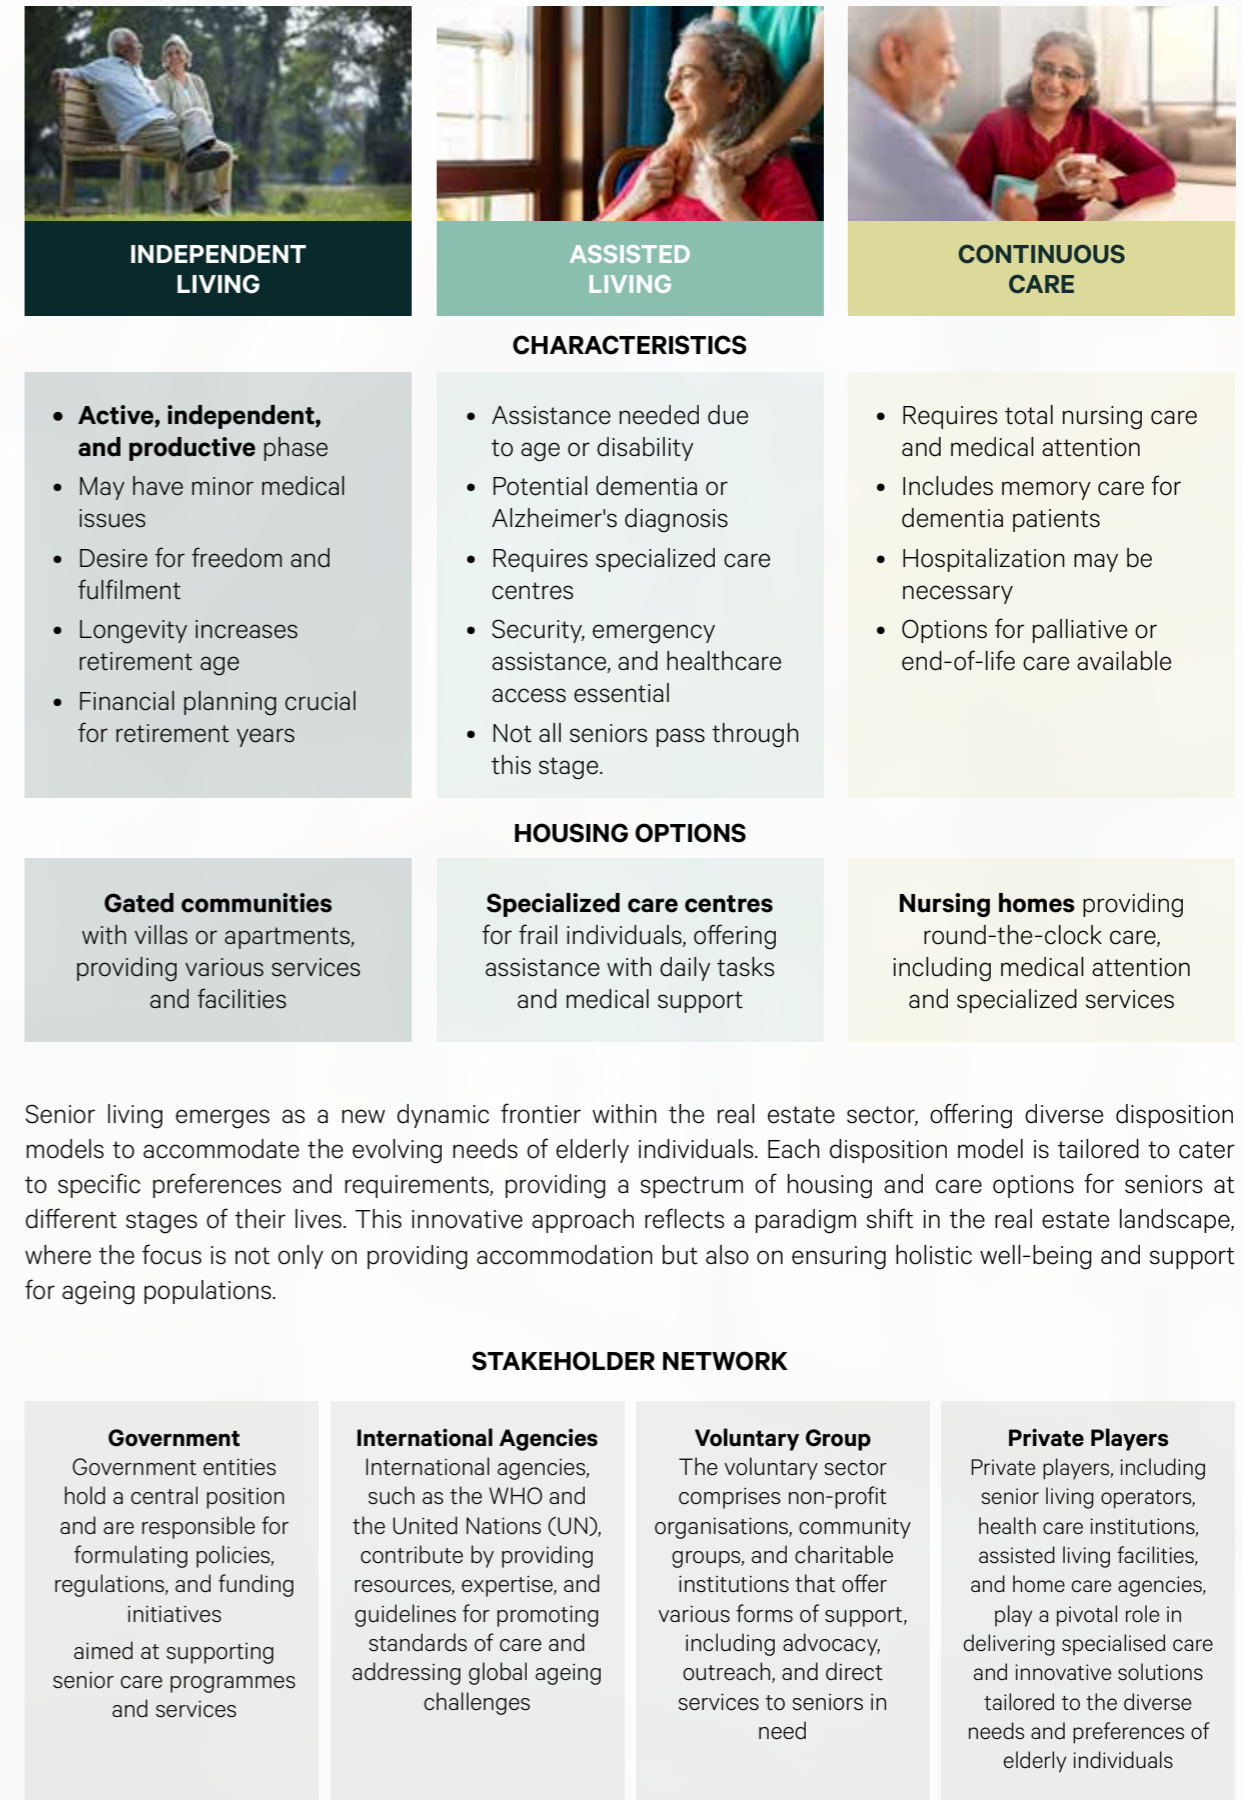 INDEPENDENT
LIVING
ASSISTED
LIVING
CONTINUOUS
CARE
CHARACTERISTICS
• Active, independent,
and productive phase
• May have minor medical
issues
• Desire for freedom and
fulfilment
• Longevity increases
retirement age
• Financial planning crucial
for retirement years
• Assistance needed due
to age or disability
• Potential dementia or
Alzheimer's diagnosis
• Requires specialized care
centres
• Security, emergency
assistance, and healthcare
access essential
• Not all seniors pass through
this stage.
• Requires total nursing care
and medical attention
• Includes memory care for
dementia patients
• Hospitalization may be
necessary
• Options for palliative or
end-of-life care available
HOUSING OPTIONS
Gated communities
with villas or apartments,
providing various services
and facilities
Specialized care centres
for frail individuals, offering
assistance with daily tasks
and medical support
Nursing homes providing
round-the-clock care,
including medical attention
and specialized services
Senior living emerges as a new dynamic frontier within the real estate sector, offering diverse disposition
models to accommodate the evolving needs of elderly individuals. Each disposition model is tailored to cater
to specific preferences and requirements, providing a spectrum of housing and care options for seniors at
different stages of their lives. This innovative approach reflects a paradigm shift in the real estate landscape,
where the focus is not only on providing accommodation but also on ensuring holistic well-being and support
for ageing populations.
STAKEHOLDER NETWORK
Government
Government entities
hold a central position
and are responsible for
formulating policies,
regulations, and funding
initiatives
aimed at supporting
senior care programmes
and services
International Agencies
International agencies,
such as the WHO and
the United Nations (UN),
contribute by providing
resources, expertise, and
guidelines for promoting
standards of care and
addressing global ageing
challenges
Voluntary Group
The voluntary sector
comprises non-profit
organisations, community
groups, and charitable
institutions that offer
various forms of support,
including advocacy,
outreach, and direct
services to seniors in
need
Private Players
Private players, including
senior living operators,
health care institutions,
assisted living facilities,
and home care agencies,
play a pivotal role in
delivering specialised care
and innovative solutions
tailored to the diverse
needs and preferences of
elderly individuals